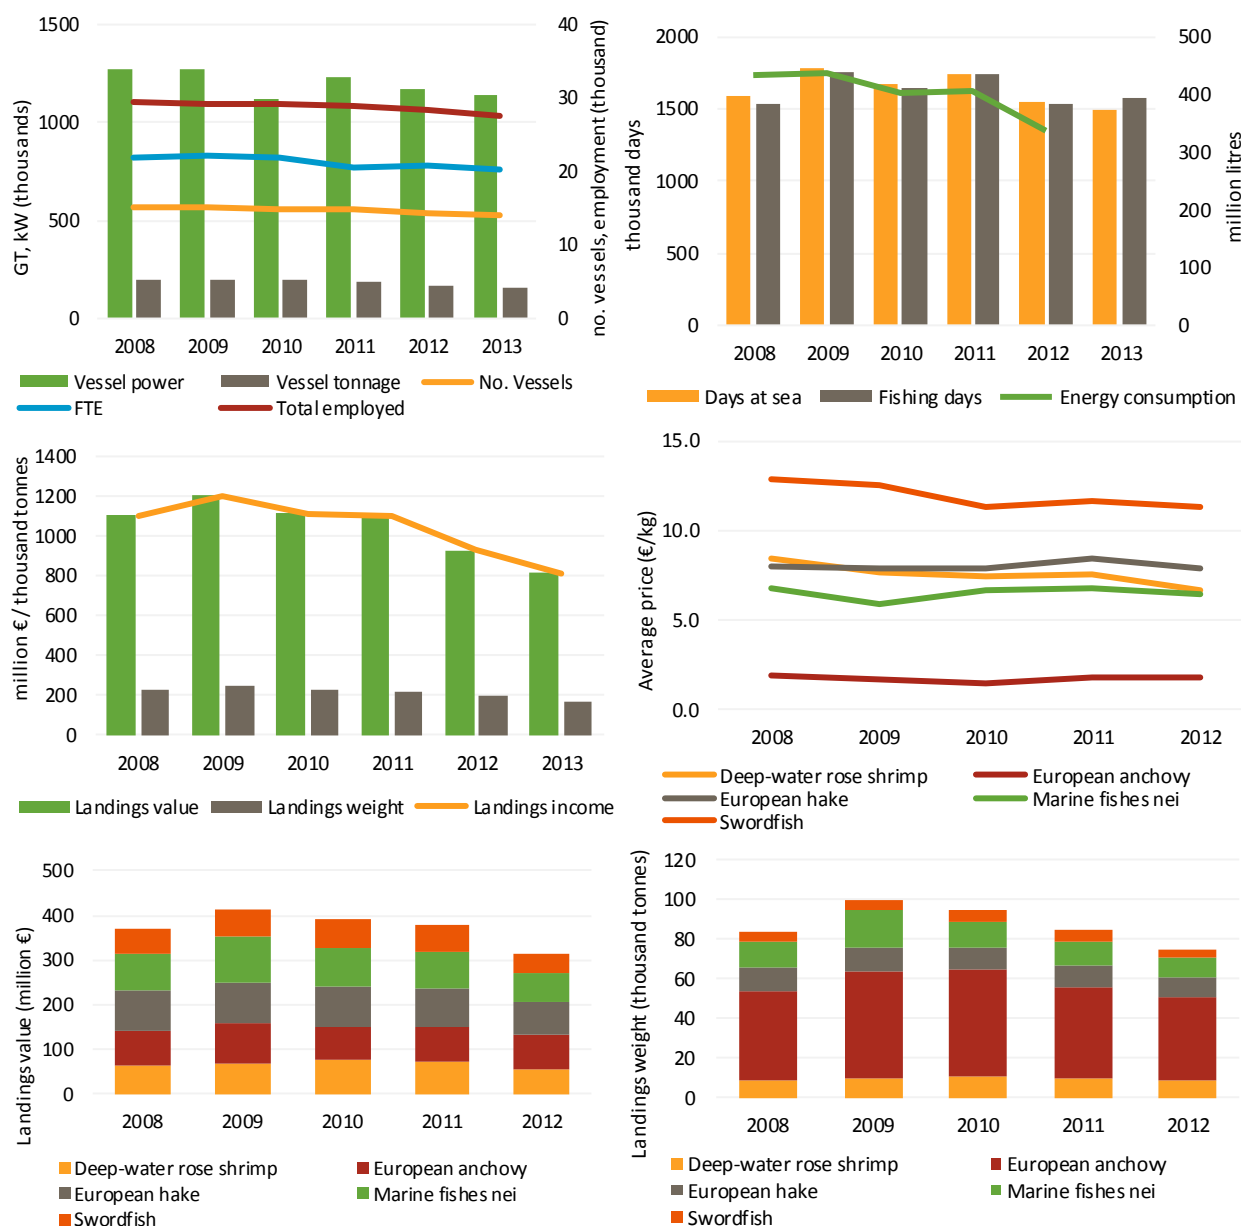 1500
1000
500
0
GT, kW (thousands)
40
30
20
10
0
no. vessels, employment (thousand)
2008 2009 2010 2011 2012 2013
Vessel power Vessel tonnage No. Vessels
FTE Total employed
2000
1500
1000
500
0
thousand days
500
400
300
200
100
0
million litres
2008 2009 2010 2011 2012 2013
Days at sea Fishing days Energy consumption
1400
1200
1000
800
600
400
200
0
million €/ thousand tonnes
2008 2009 2010 2011 2012 2013
Landings value Landings weight Landings income
15.0
10.0
5.0
0.0
Average price (€/kg)
2008 2009 2010 2011 2012
Deep-water rose shrimp European anchovy
European hake Marine fishes nei
Swordfish
500
400
300
200
100
0
Landings value (million €)
2008 2009 2010 2011 2012
Deep-water rose shrimp European anchovy
European hake Marine fishes nei
Swordfish
120
100
80
60
40
20
0
Landings weight (thousand tonnes)
2008 2009 2010 2011 2012
Deep-water rose shrimp European anchovy
European hake Marine fishes nei
Swordfish